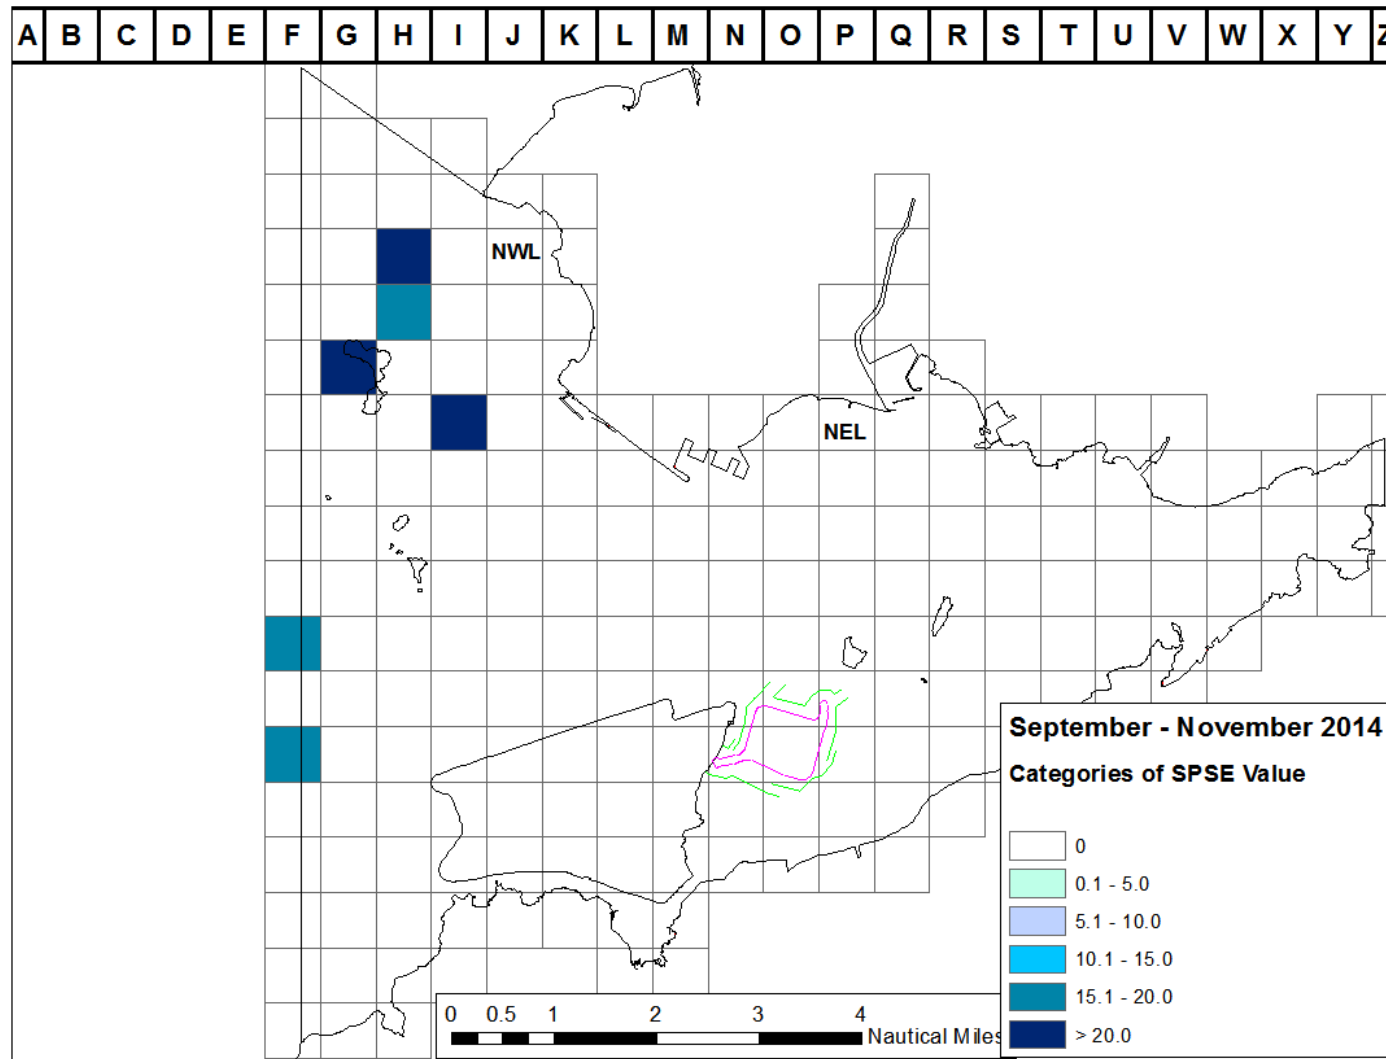 A B C D E F G H I J K L M N O P Q R S T U V W X Y Z
NWL
NEL
September - November 2014
Categories of SPSE Value
0
0.1 - 5.0
5.1 - 10.0
10.1 - 15.0
15.1 - 20.0
> 20.0
0 0.5 1 2 3 4
Nautical Miles